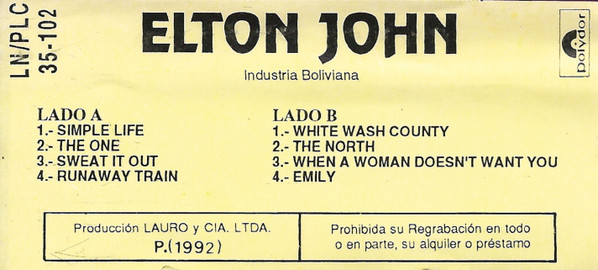 LN/PLC
35-102
ELTON JOHN
Industria Boliviana
polydor
LADO A
1.- SIMPLE LIFE
2.- THE ONE
3.- SWEAT IT OUT
4.- RUNAWAY TRAIN
LADO B
1.- WHITE WASH COUNTY
2.- THE NORTH
3.- WHEN A WOMAN DOESN'T WANT YOU
4.- EMILY
Producción LAURO y CIA. LTDA.
P.(1992)
Prohibida su Regrabación en todo
o en parte, su alquiler o préstamo